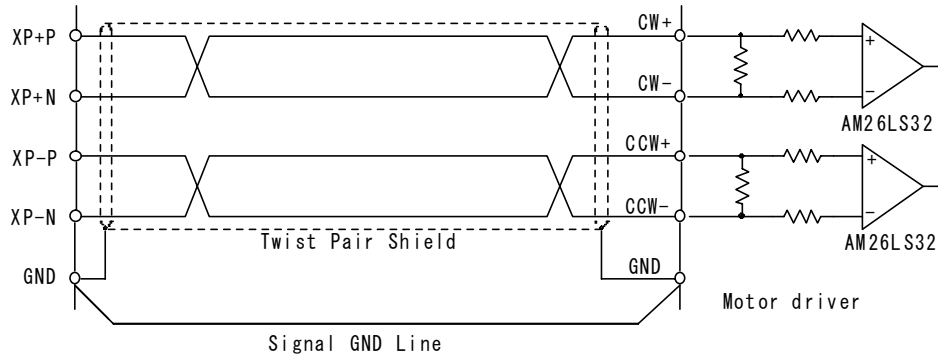 XP+P
CW+
XP+N
CW-
AM26LS32
XP-P
CCW+
XP-N
CCW-
Twist Pair Shield
AM26LS32
GND
GND
Motor driver
Signal GND Line
+
-
+
-